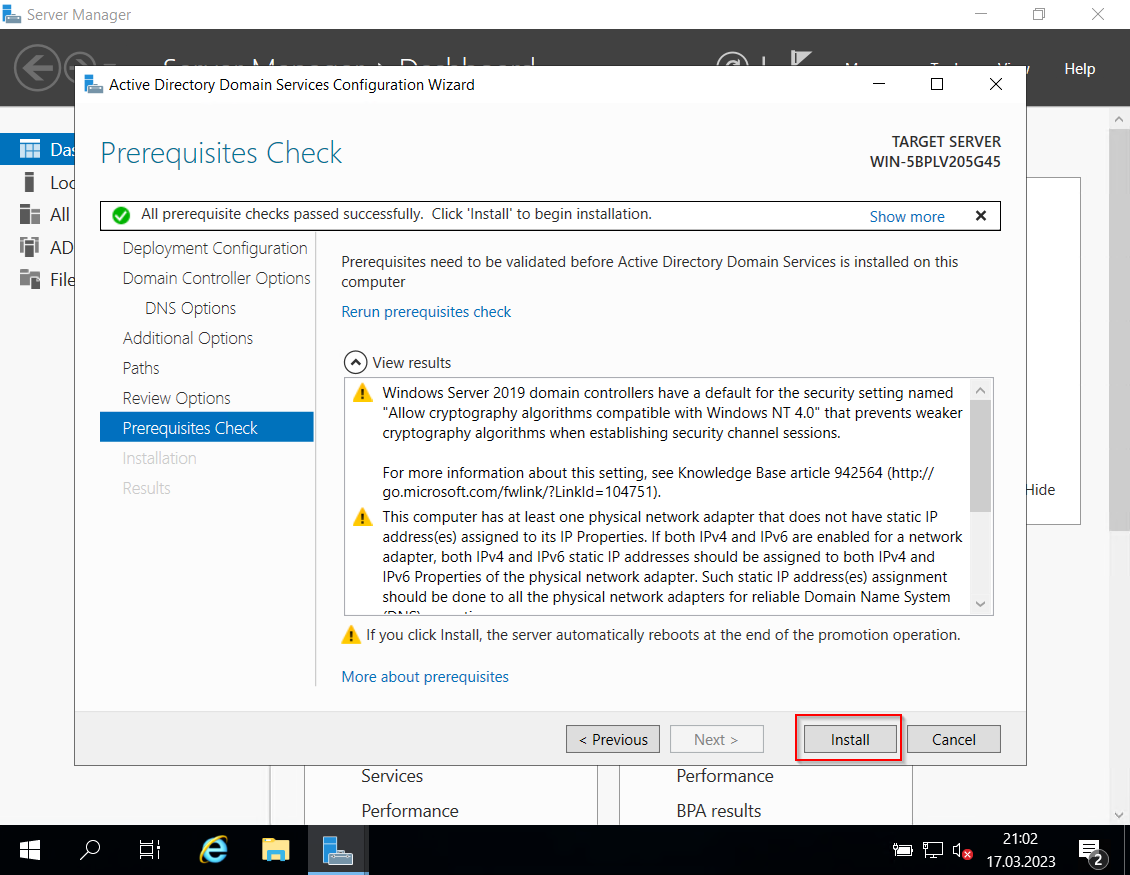 Server Manager
Help
Active Directory Domain Services Configuration Wizard
Prerequisites Check
TARGET SERVER
WIN-5BPLV205G45
All prerequisite checks passed successfully.  Click 'Install' to begin installation.
Show more
Das
Loc
All
AD
File
Deployment Configuration
Domain Controller Options
DNS Options
Additional Options
Paths
Review Options
Prerequisites Check
Installation
Results
Prerequisites need to be validated before Active Directory Domain Services is installed on this
computer
Rerun prerequisites check
View results
Windows Server 2019 domain controllers have a default for the security setting named
"Allow cryptography algorithms compatible with Windows NT 4.0" that prevents weaker
cryptography algorithms when establishing security channel sessions.
For more information about this setting, see Knowledge Base article 942564 (http://
go.microsoft.com/fwlink/?LinkId=104751).
This computer has at least one physical network adapter that does not have static IP
address(es) assigned to its IP Properties. If both IPv4 and IPv6 are enabled for a network
adapter, both IPv4 and IPv6 static IP addresses should be assigned to both IPv4 and
IPv6 Properties of the physical network adapter. Such static IP address(es) assignment
should be done to all the physical network adapters for reliable Domain Name System
Hide
If you click Install, the server automatically reboots at the end of the promotion operation.
More about prerequisites
< Previous
Next >
Install
Cancel
Services
Performance
Performance
BPA results
21:02
17.03.2023
2